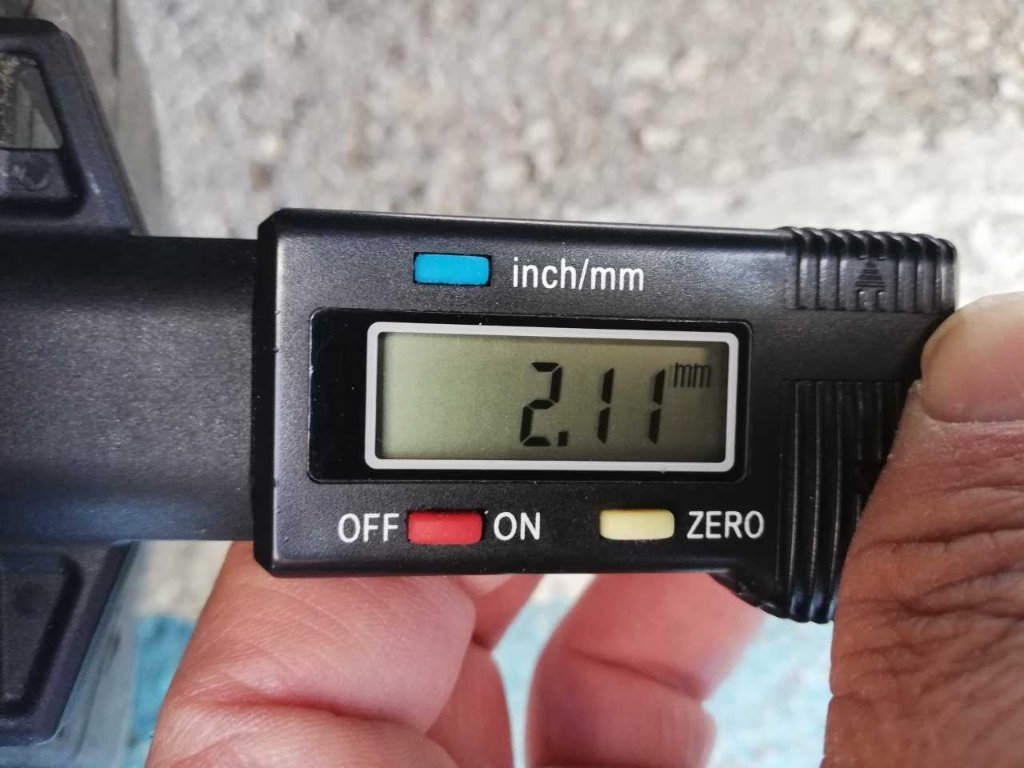 inch/mm
2.11 mm
OFF ON ZERO